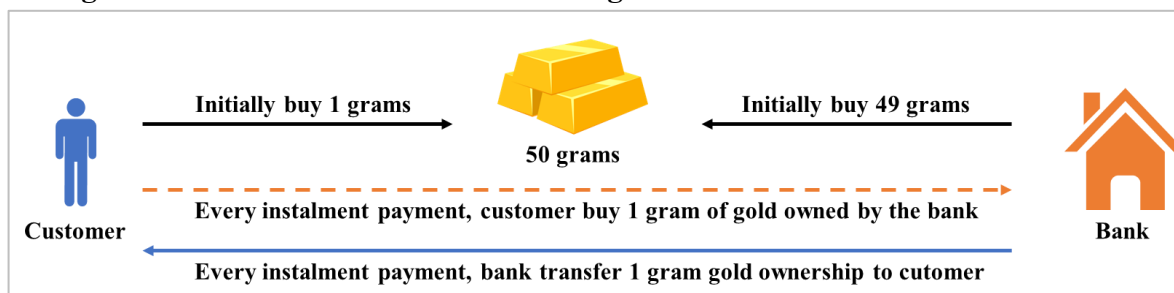 Initially buy 1 grams
Initially buy 49 grams
50 grams
Every instalment payment, customer buy 1 gram of gold owned by the bank
Customer
Bank
Every instalment payment, bank transfer 1 gram gold ownership to cutomer